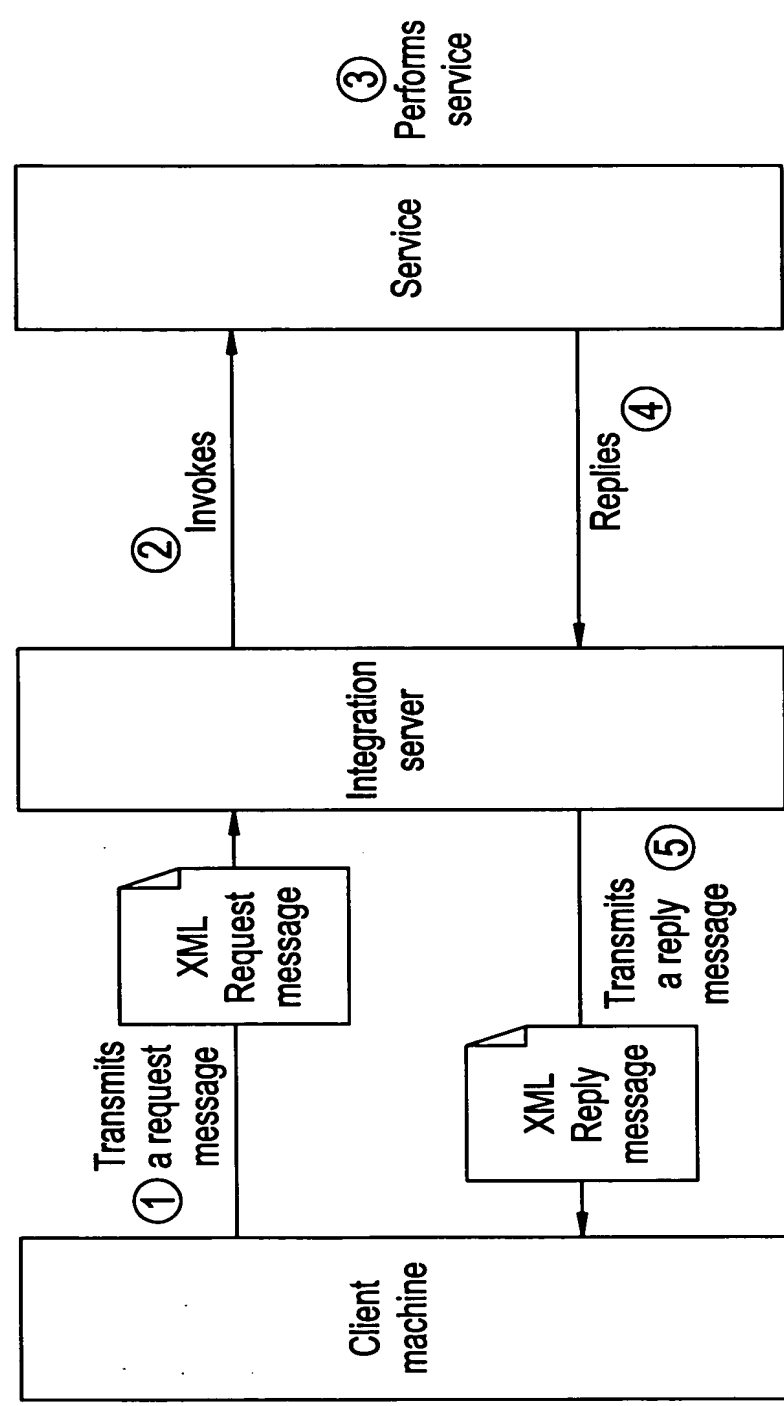 Client
machine
①
Transmits
a request
message
XML
Request
message
Integration
server
②
Invokes
Service
③
Performs
service
Replies
④
Transmits
a reply
message
⑤
XML
Reply
message